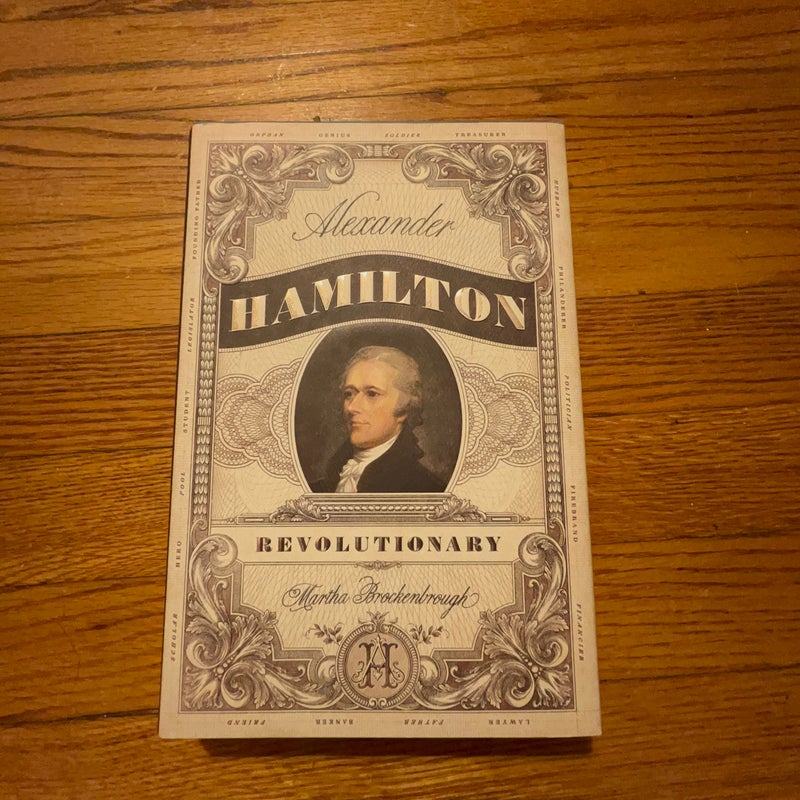 ORPHAN GENIUS SOLDIER TREASURER
HUSBAND PHILANDERER POLITICIAN FIREBRAND FINANCIER
LAWYER FATHER BANKER FRIEND
SCHOLAR HERO FOOL STUDENT LEGISLATOR FOUNDING FATHER
Alexander
HAMILTON
REVOLUTIONARY
Martha Brockenbrough
AH